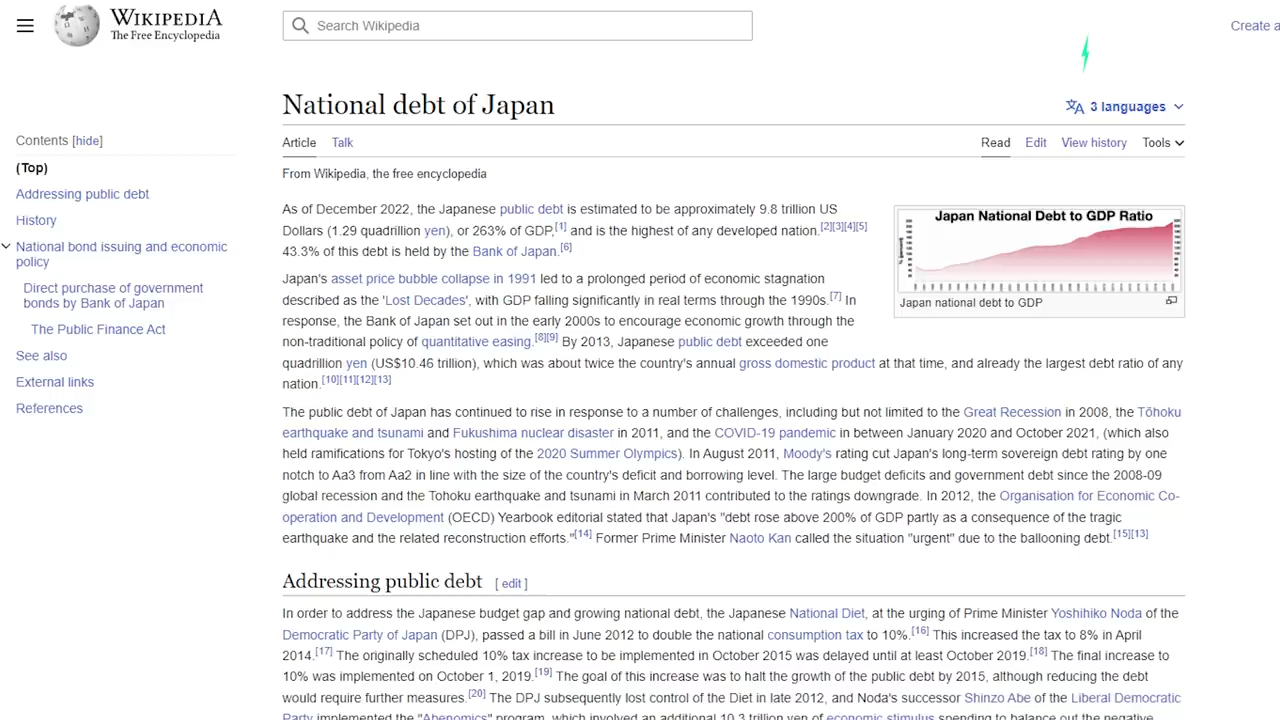 WIKIPEDIA
The Free Encyclopedia
Search Wikipedia
Create a
National debt of Japan
3 languages
Contents [hide]
(Top)
Addressing public debt
History
National bond issuing and economic
policy
Direct purchase of government
bonds by Bank of Japan
The Public Finance Act
See also
External links
References
Article Talk
Read Edit View history Tools
From Wikipedia, the free encyclopedia
As of December 2022, the Japanese public debt is estimated to be approximately 9.8 trillion US
Dollars (1.29 quadrillion yen), or 263% of GDP,[1] and is the highest of any developed nation.[2][3][4][5]
43.3% of this debt is held by the Bank of Japan.[6]
Japan National Debt to GDP Ratio
Japan national debt to GDP
Japan's asset price bubble collapse in 1991 led to a prolonged period of economic stagnation
described as the 'Lost Decades', with GDP falling significantly in real terms through the 1990s.[7] In
response, the Bank of Japan set out in the early 2000s to encourage economic growth through the
non-traditional policy of quantitative easing.[8][9] By 2013, Japanese public debt exceeded one
quadrillion yen (US$10.46 trillion), which was about twice the country's annual gross domestic product at that time, and already the largest debt ratio of any
nation.[10][11][12][13]
The public debt of Japan has continued to rise in response to a number of challenges, including but not limited to the Great Recession in 2008, the Tōhoku
earthquake and tsunami and Fukushima nuclear disaster in 2011, and the COVID-19 pandemic in between January 2020 and October 2021, (which also
held ramifications for Tokyo's hosting of the 2020 Summer Olympics). In August 2011, Moody's rating cut Japan's long-term sovereign debt rating by one
notch to Aa3 from Aa2 in line with the size of the country's deficit and borrowing level. The large budget deficits and government debt since the 2008-09
global recession and the Tohoku earthquake and tsunami in March 2011 contributed to the ratings downgrade. In 2012, the Organisation for Economic Co-
operation and Development (OECD) Yearbook editorial stated that Japan's "debt rose above 200% of GDP partly as a consequence of the tragic
earthquake and the related reconstruction efforts."[14] Former Prime Minister Naoto Kan called the situation "urgent" due to the ballooning debt.[15][13]
Addressing public debt [ edit ]
In order to address the Japanese budget gap and growing national debt, the Japanese National Diet, at the urging of Prime Minister Yoshihiko Noda of the
Democratic Party of Japan (DPJ), passed a bill in June 2012 to double the national consumption tax to 10%.[16] This increased the tax to 8% in April
2014.[17] The originally scheduled 10% tax increase to be implemented in October 2015 was delayed until at least October 2019.[18] The final increase to
10% was implemented on October 1, 2019.[19] The goal of this increase was to halt the growth of the public debt by 2015, although reducing the debt
would require further measures.[20] The DPJ subsequently lost control of the Diet in late 2012, and Noda's successor Shinzo Abe of the Liberal Democratic
Party implemented the "Abenomics" program, which involved an additional 10.3 trillion yen of economic stimulus spending to balance out the negative